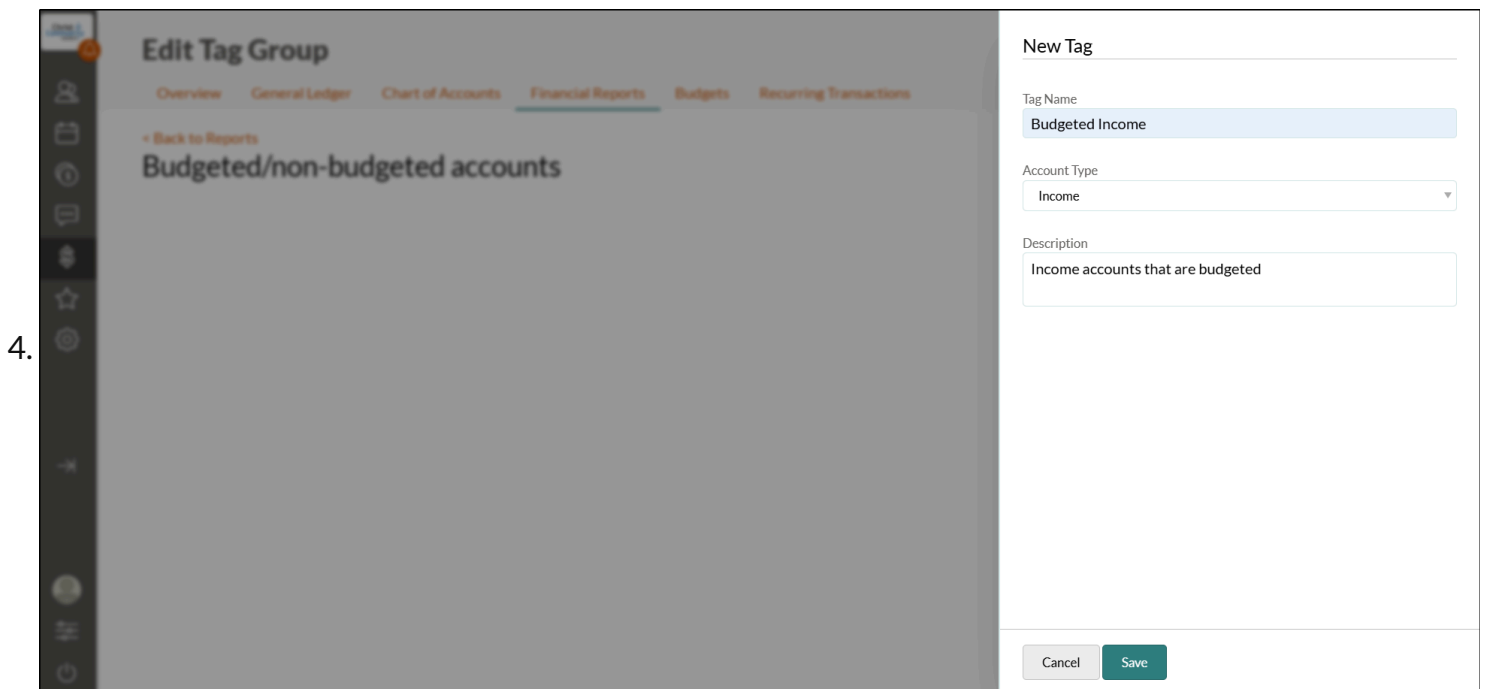 Edit Tag Group
Overview General Ledger Chart of Accounts Financial Reports Budgets Recurring Transactions
< Back to Reports
Budgeted/non-budgeted accounts
New Tag
Tag Name
Budgeted Income
Account Type
Income
Description
Income accounts that are budgeted
4.
Cancel Save